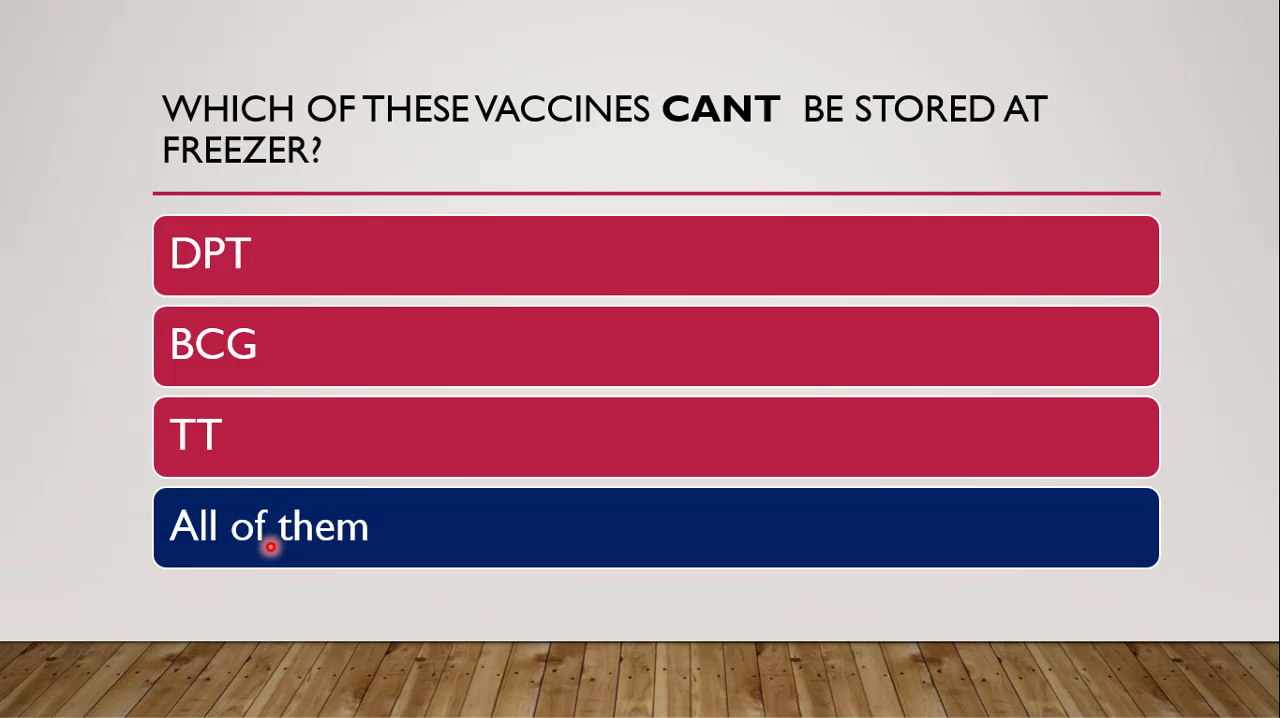 WHICH OF THESE VACCINES CANT BE STORED AT
FREEZER?
DPT
BCG
TT
All of them